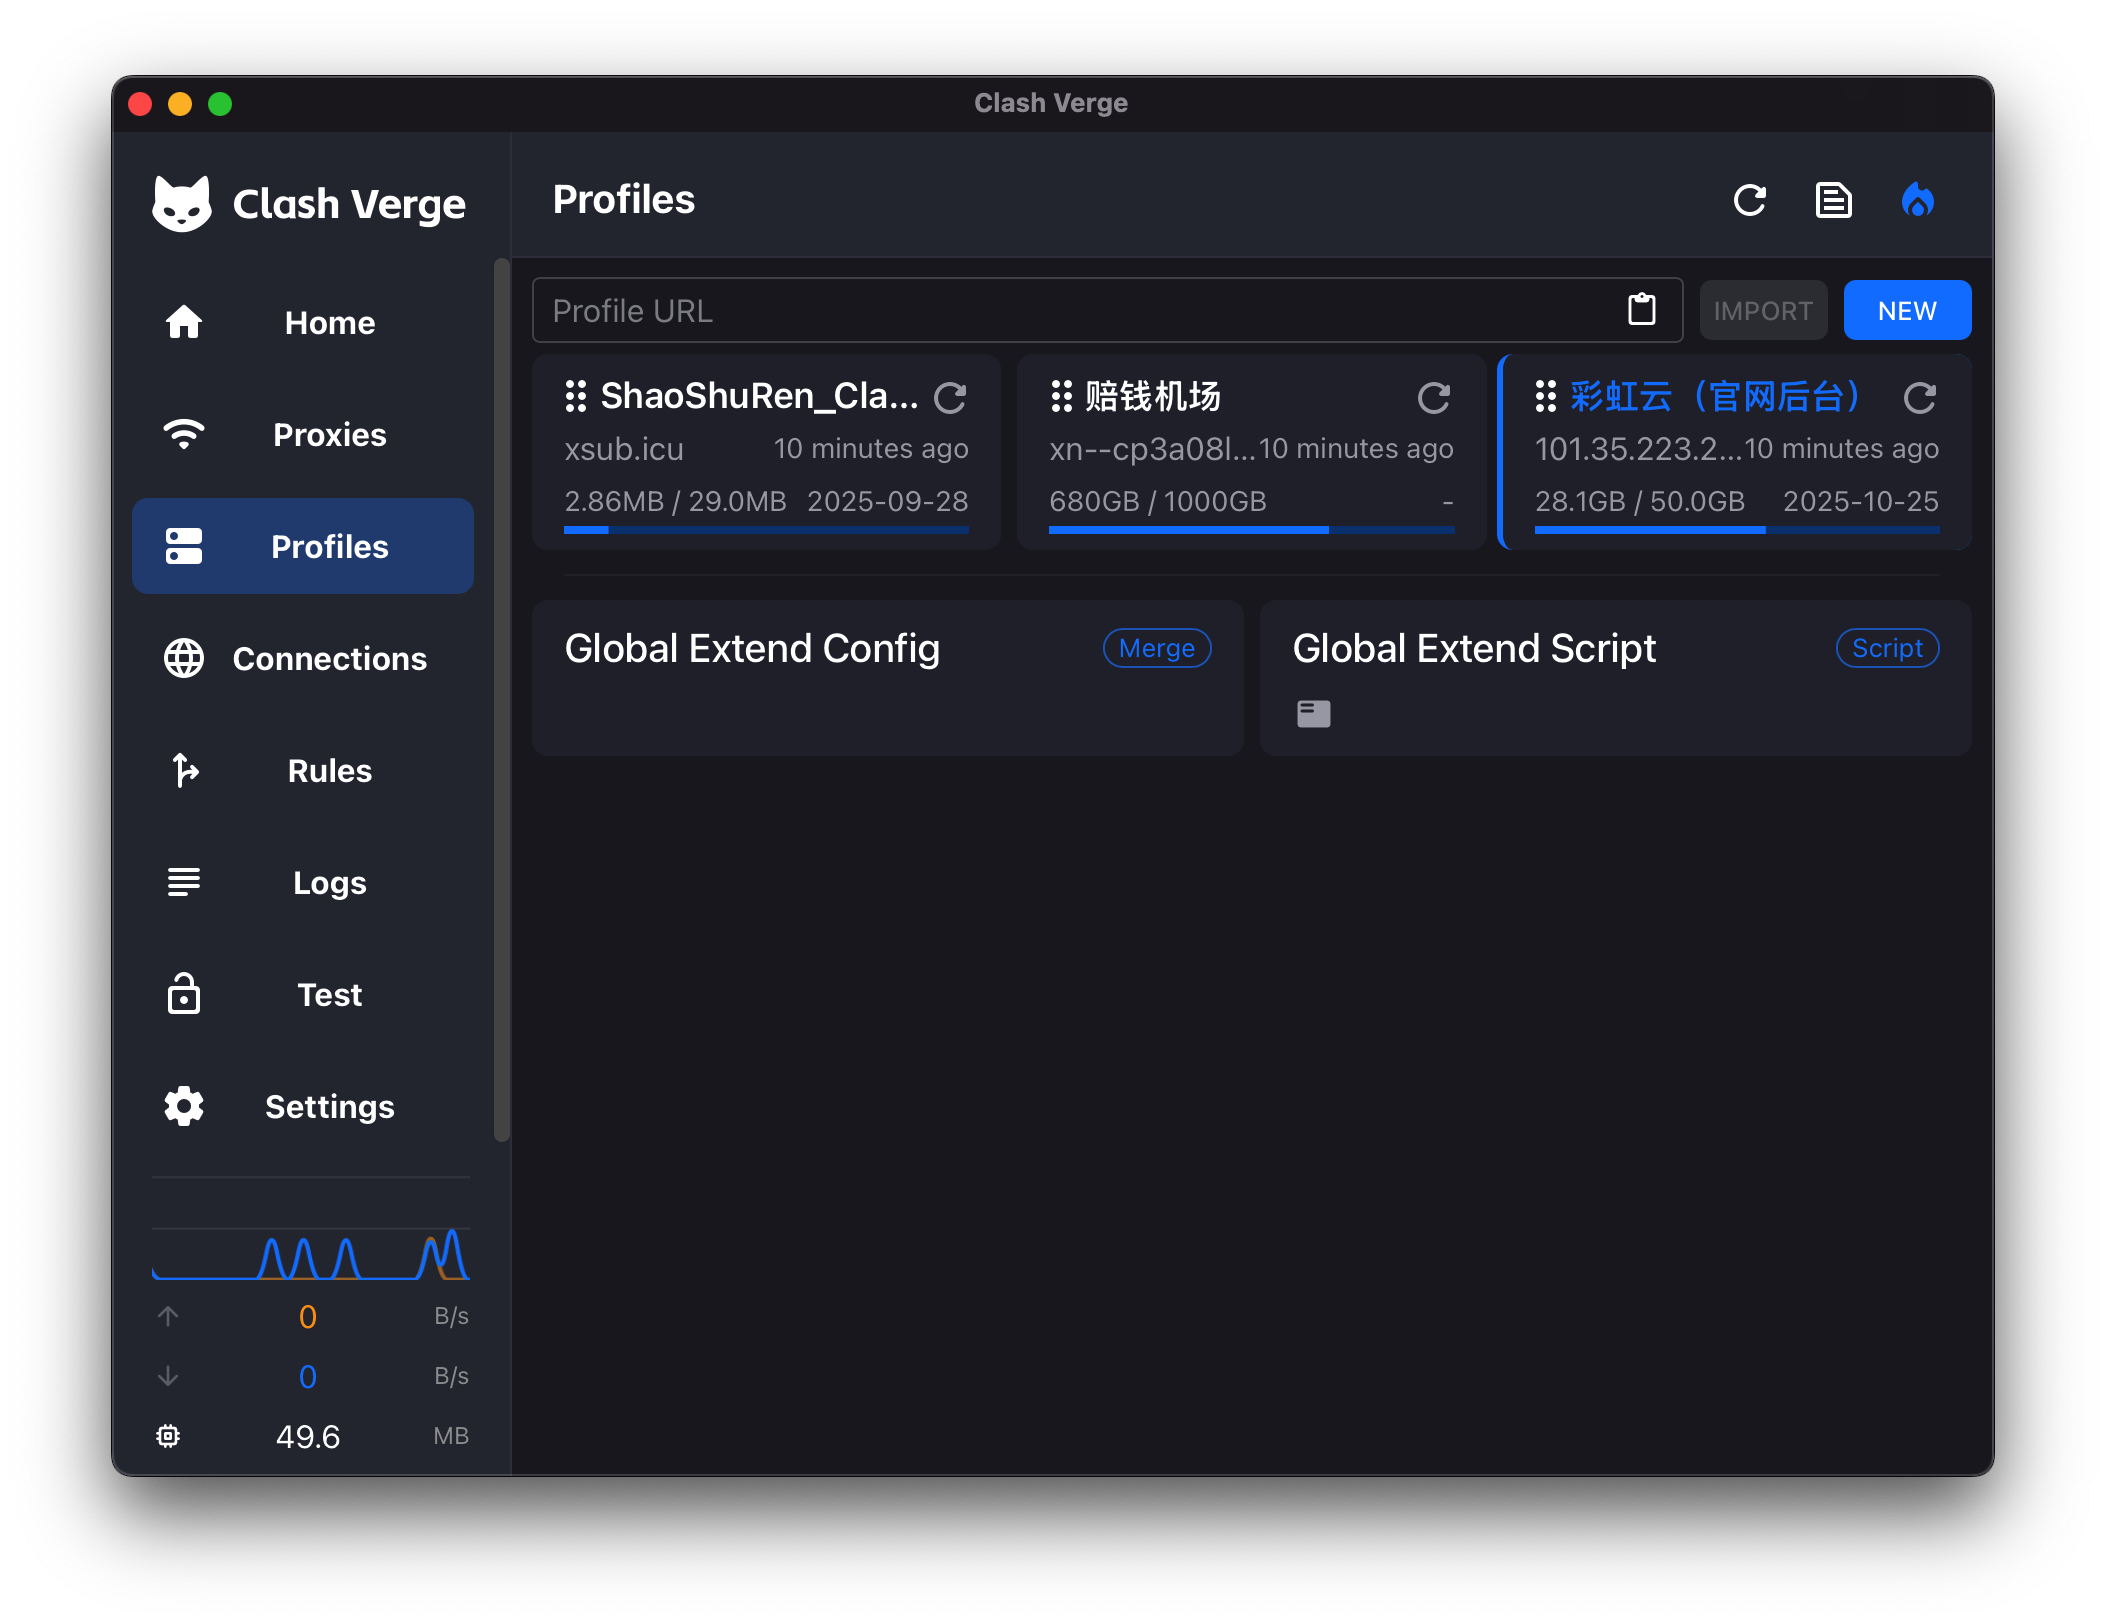 Clash Verge
Clash Verge
Home
Proxies
Profiles
Connections
Rules
Logs
Test
Settings
0 B/s
0 B/s
49.6 MB
Profiles
Profile URL
IMPORT
NEW
ShaoShuRen_Cla...
xsub.icu 10 minutes ago
2.86MB / 29.0MB 2025-09-28
赔钱机场
xn--cp3a08l... 10 minutes ago
680GB / 1000GB -
彩虹云（官网后台）
101.35.223.2... 10 minutes ago
28.1GB / 50.0GB 2025-10-25
Global Extend Config Merge
Global Extend Script Script